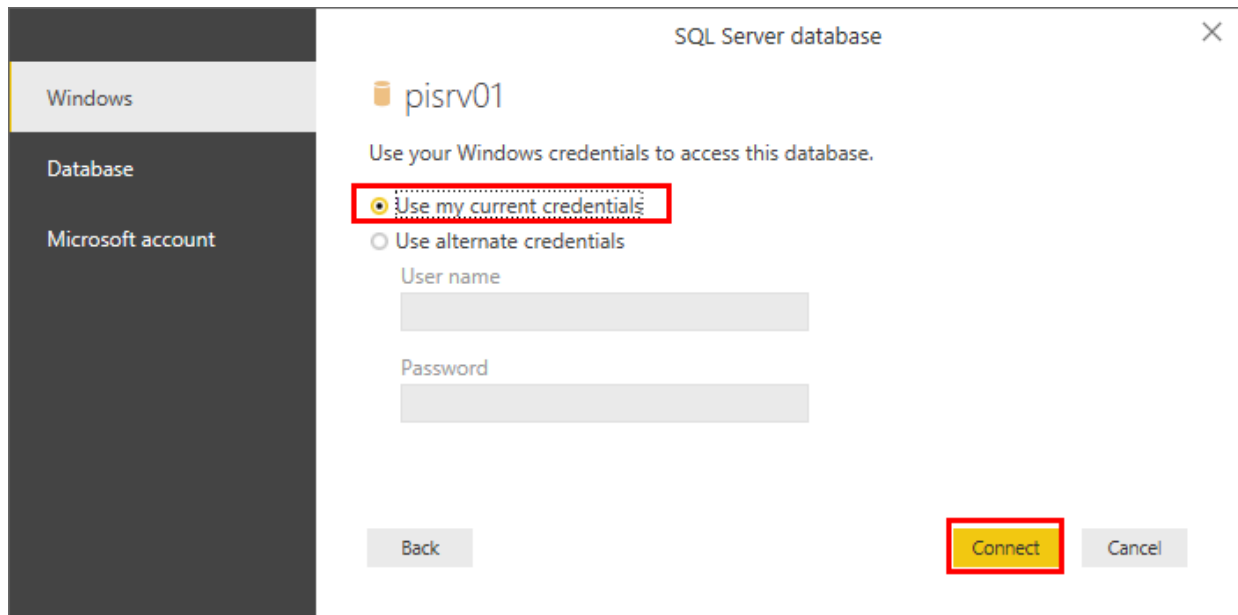 SQL Server database
Windows
Database
Microsoft account
pisrv01
Use your Windows credentials to access this database.
Use my current credentials
Use alternate credentials
User name
Password
Back
Connect
Cancel